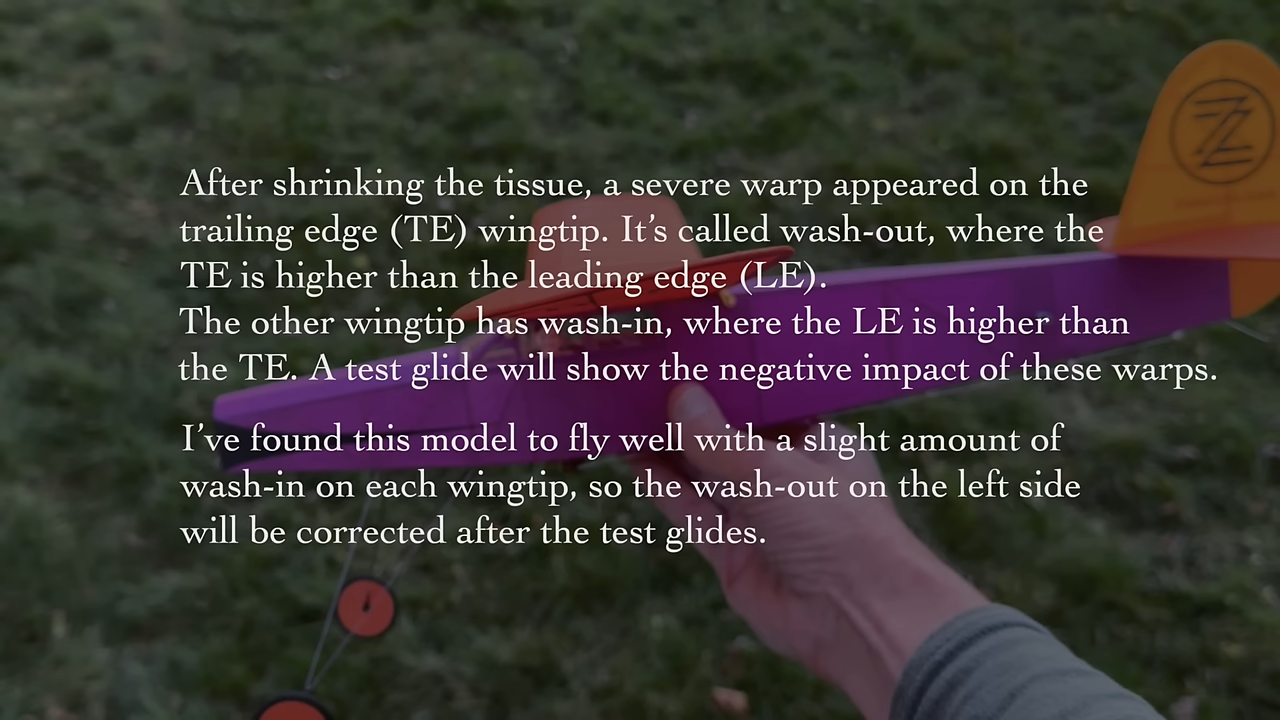 After shrinking the tissue, a severe warp appeared on the
trailing edge (TE) wingtip. It's called wash-out, where the
TE is higher than the leading edge (LE).
The other wingtip has wash-in, where the LE is higher than
the TE. A test glide will show the negative impact of these warps.
I've found this model to fly well with a slight amount of
wash-in on each wingtip, so the wash-out on the left side
will be corrected after the test glides.